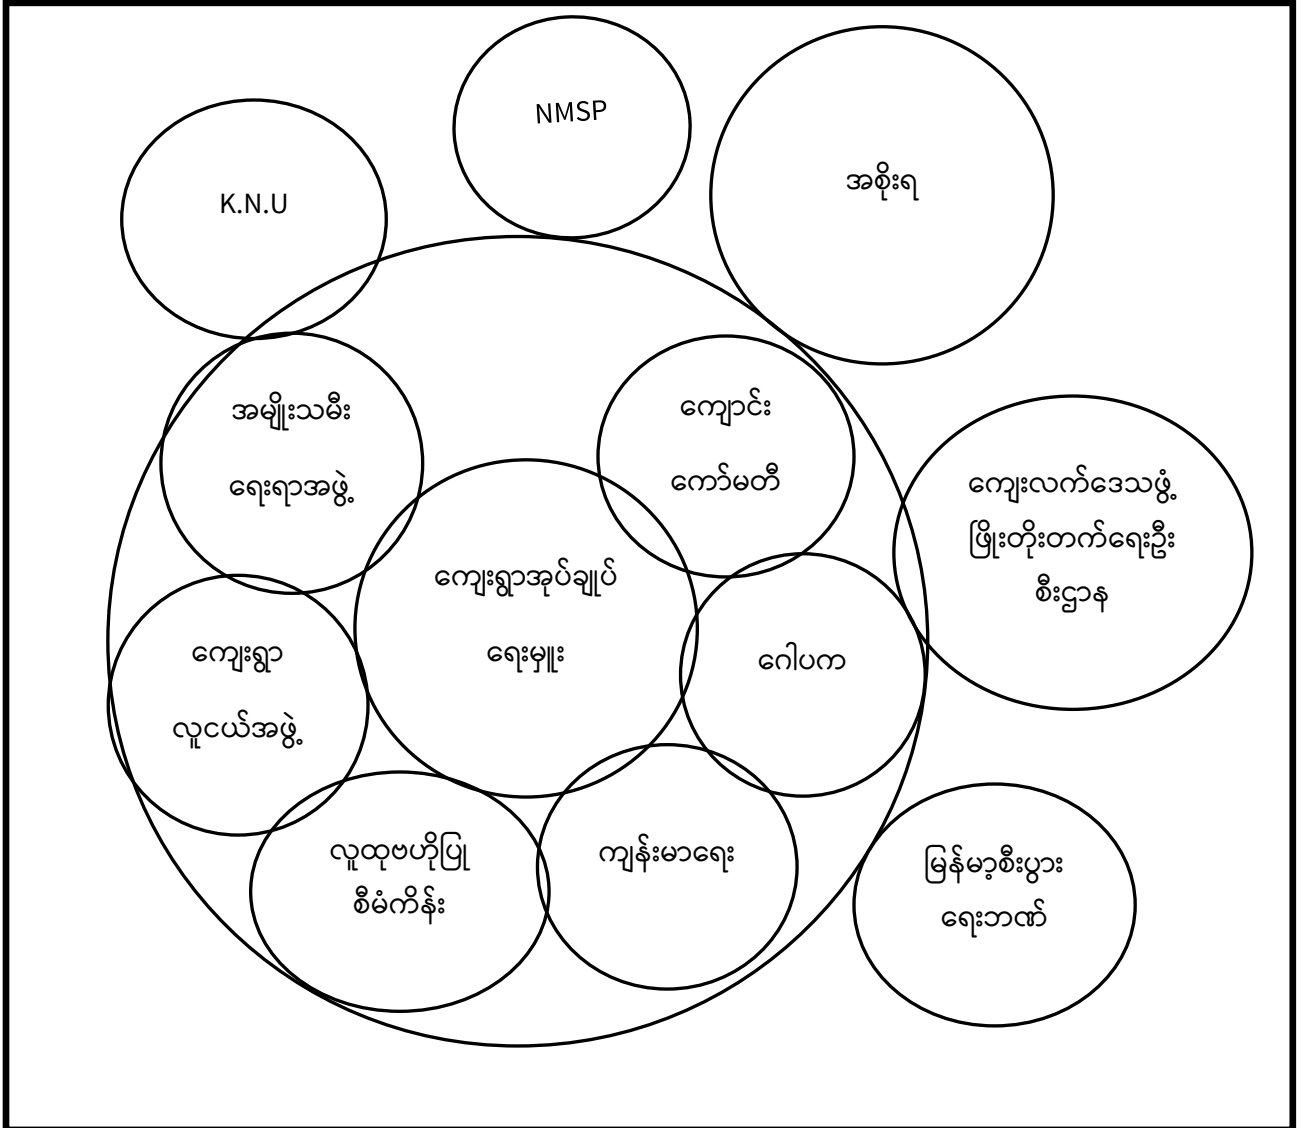 NMSP
အစိုးရ
K.N.U
အမျိုးသမီး
ရေးရာအဖွဲ့
ကျောင်း
ကော်မတီ
ကျေးလက်ဒေသဖွံ့
ဖြိုးတိုးတက်ရေးဦး
စီးဌာန
ကျေးရွာအုပ်ချုပ်
ရေးမှူး
ကျေးရွာ
လူငယ်အဖွဲ့
ဂေါပက
လူထုဗဟိုပြု
စီမံကိန်း
ကျန်းမာရေး
မြန်မာ့စီးပွား
ရေးဘဏ်